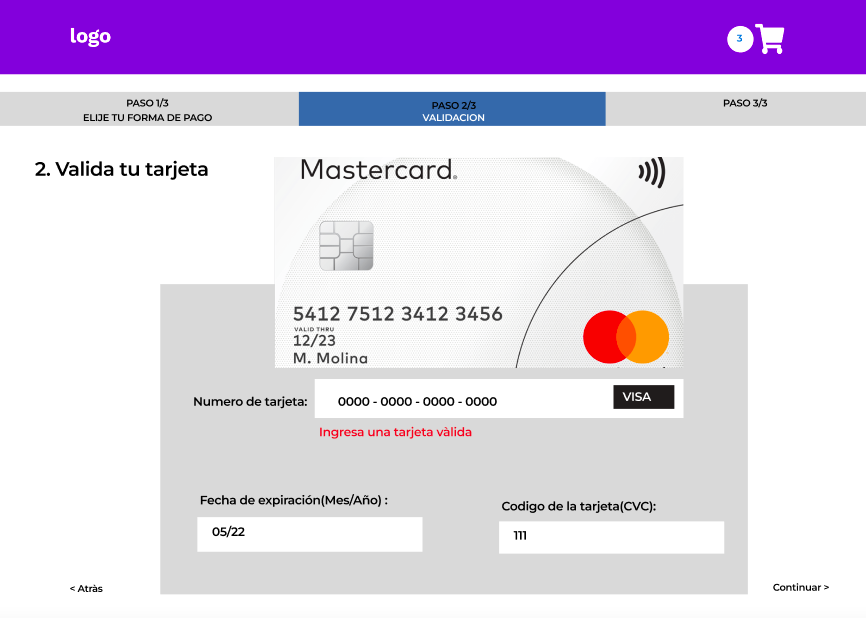 logo
3
PASO 1/3
ELIJE TU FORMA DE PAGO
PASO 2/3
VALIDACION
PASO 3/3
2. Valida tu tarjeta
Mastercard.
5412 7512 3412 3456
VALID THRU
12/23
M. Molina
Numero de tarjeta:
0000 - 0000 - 0000 - 0000
VISA
Ingresa una tarjeta vàlida
Fecha de expiración(Mes/Año) :
05/22
Codigo de la tarjeta(CVC):
111
< Atràs
Continuar >